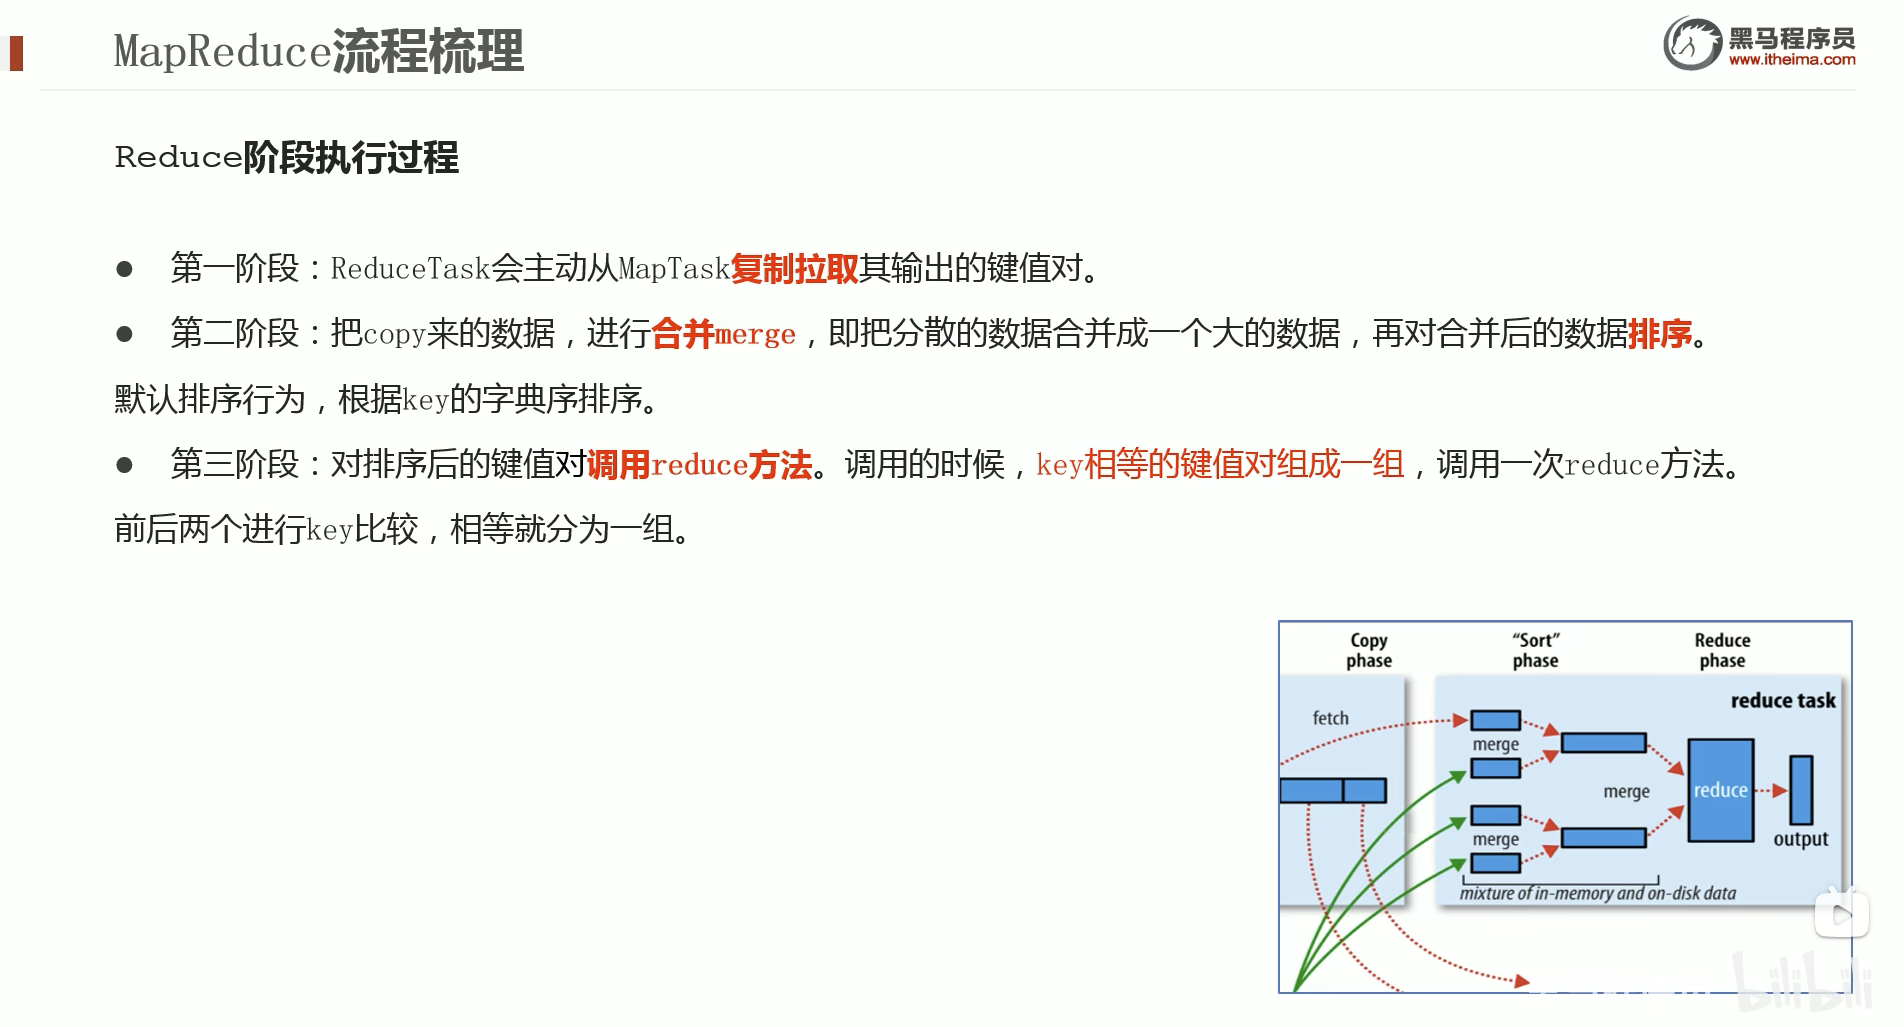 MapReduce流程梳理
黑马程序员
www.itheima.com
Reduce阶段执行过程
● 第一阶段：ReduceTask会主动从MapTask复制拉取其输出的键值对。
● 第二阶段：把copy来的数据，进行合并merge，即把分散的数据合并成一个大的数据，再对合并后的数据排序。
默认排序行为，根据key的字典序排序。
● 第三阶段：对排序后的键值对调用reduce方法。调用的时候，key相等的键值对组成一组，调用一次reduce方法。
前后两个进行key比较，相等就分为一组。
Copy
phase
“Sort”
phase
Reduce
phase
reduce task
fetch
merge
merge
reduce
merge
output
mixture of in-memory and on-disk data
bilibili